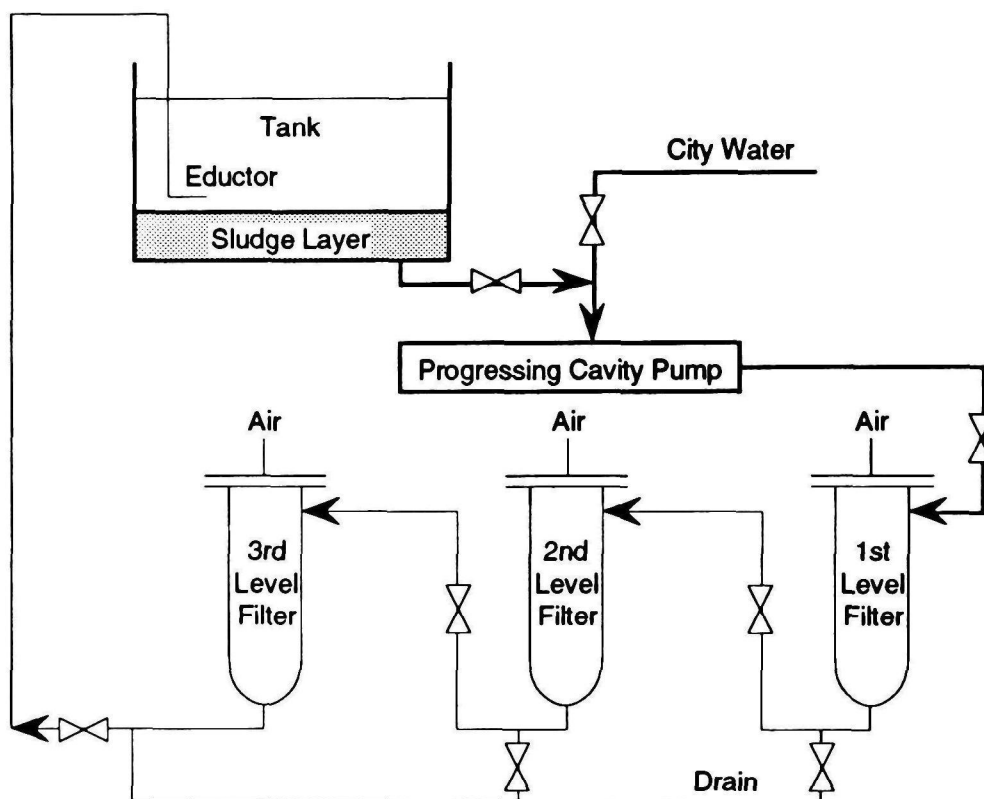 Tank
Eductor
City Water
Sludge Layer
Progressing Cavity Pump
Air
Air
Air
3rd
Level
Filter
2nd
Level
Filter
1st
Level
Filter
Drain